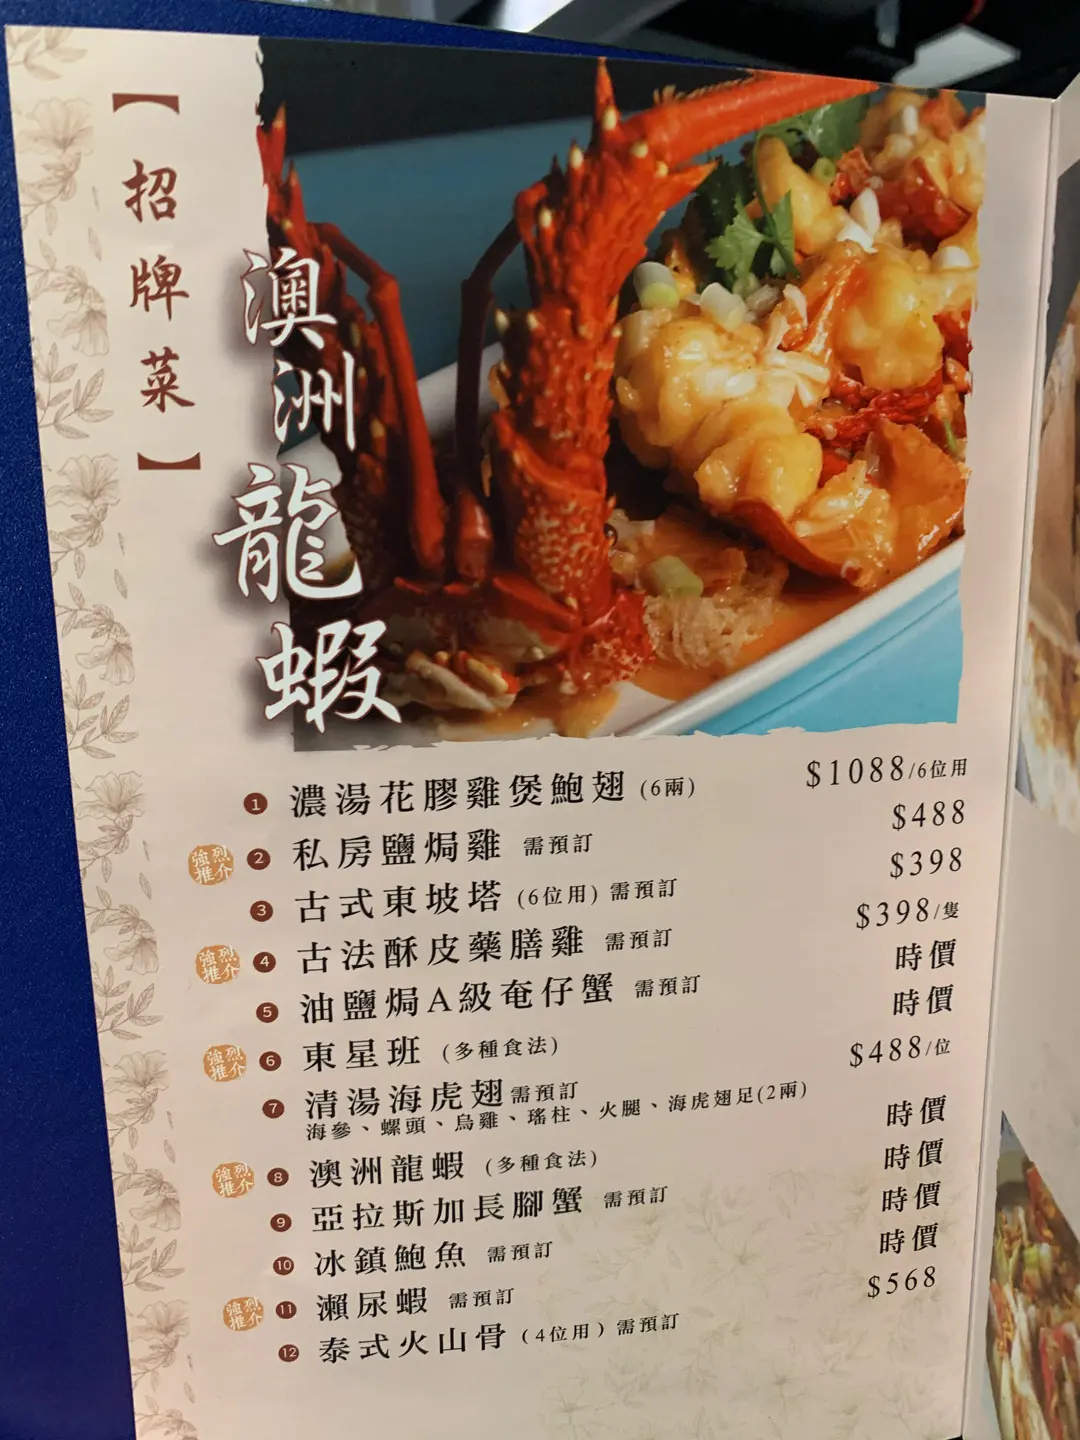 【招牌菜】
澳洲龍蝦
1 濃湯花膠雞煲鮑翅 (6兩) $1088/6位用
強烈推介 2 私房鹽焗雞 需預訂 $488
3 古式東坡塔 (6位用) 需預訂 $398
強烈推介 4 古法酥皮藥膳雞 需預訂 $398/隻
5 油鹽焗A級奄仔蟹 需預訂 時價
強烈推介 6 東星班 (多種食法) 時價
7 清湯海虎翅 需預訂 $488/位
海參、螺頭、烏雞、瑤柱、火腿、海虎翅足(2兩)
強烈推介 8 澳洲龍蝦 (多種食法) 時價
9 亞拉斯加長腳蟹 需預訂 時價
10 冰鎮鮑魚 需預訂 時價
強烈推介 11 瀨尿蝦 需預訂 時價
12 泰式火山骨 (4位用) 需預訂 $568